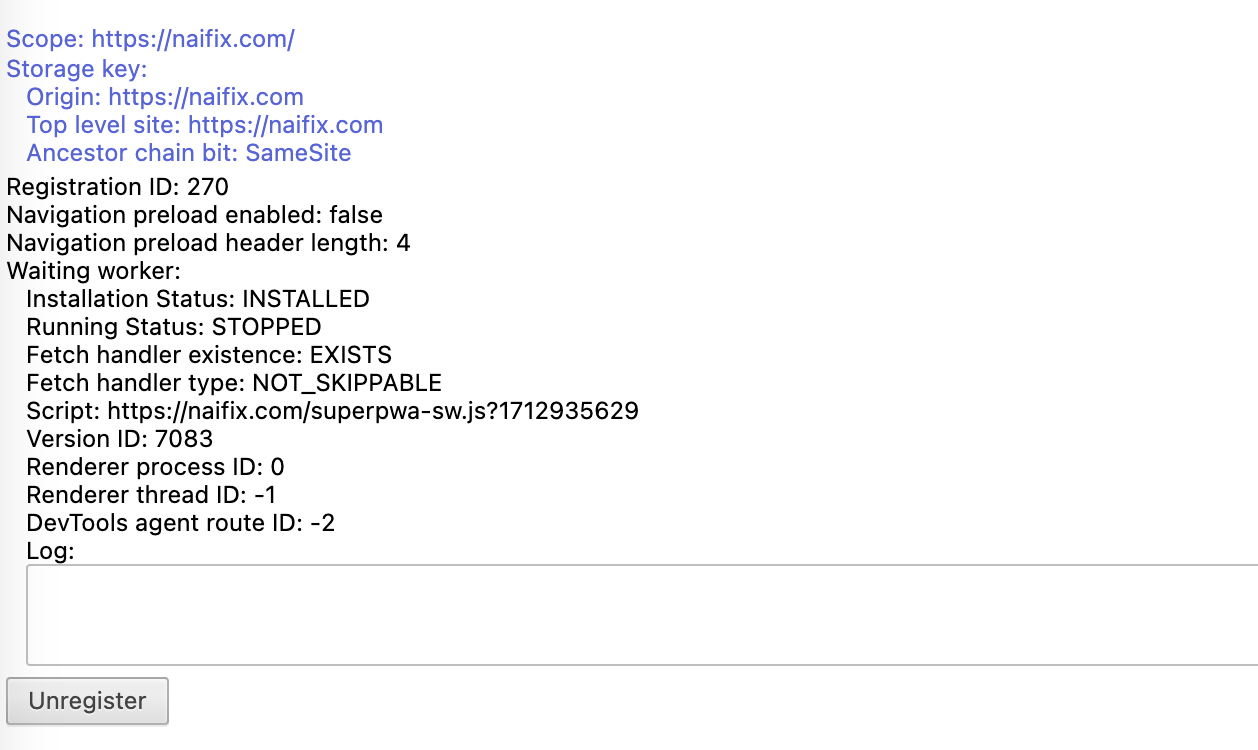 Scope: https://naifix.com/
Storage key:
Origin: https://naifix.com
Top level site: https://naifix.com
Ancestor chain bit: SameSite
Registration ID: 270
Navigation preload enabled: false
Navigation preload header length: 4
Waiting worker:
Installation Status: INSTALLED
Running Status: STOPPED
Fetch handler existence: EXISTS
Fetch handler type: NOT_SKIPPABLE
Script: https://naifix.com/superpwa-sw.js?1712935629
Version ID: 7083
Renderer process ID: 0
Renderer thread ID: -1
DevTools agent route ID: -2
Log:
Unregister